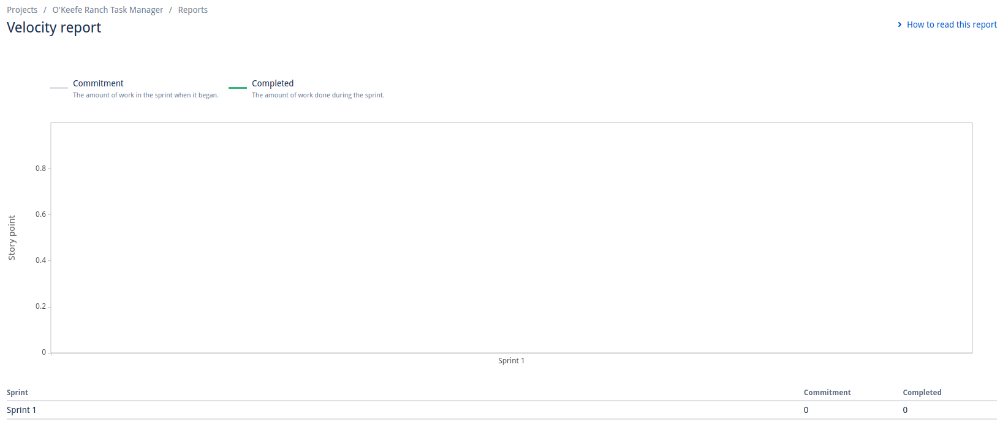 Projects / O'Keefe Ranch Task Manager / Reports
Velocity report
How to read this report
Commitment
The amount of work in the sprint when it began.
Completed
The amount of work done during the sprint.
Story point
0.8
0.6
0.4
0.2
0
Sprint 1
Sprint Commitment Completed
Sprint 1 0 0